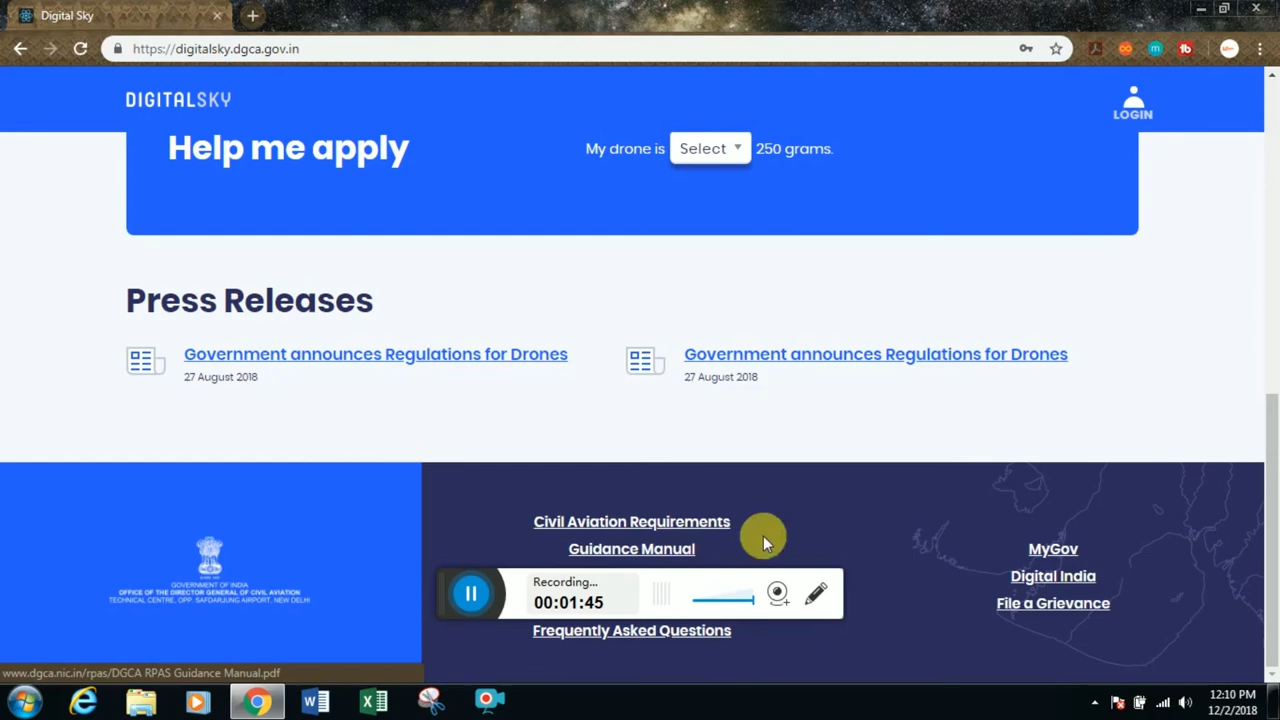 Digital Sky
https://digitalsky.dgca.gov.in
DIGITALSKY
LOGIN
Help me apply
My drone is Select 250 grams.
Press Releases
Government announces Regulations for Drones
27 August 2018
Government announces Regulations for Drones
27 August 2018
GOVERNMENT OF INDIA
OFFICE OF THE DIRECTOR GENERAL OF CIVIL AVIATION
TECHNICAL CENTRE, OPP. SAFDARJUNG AIRPORT, NEW DELHI
Civil Aviation Requirements
Guidance Manual
Recording...
00:01:45
Frequently Asked Questions
MyGov
Digital India
File a Grievance
www.dgca.nic.in/rpas/DGCA RPAS Guidance Manual.pdf
12:10 PM
12/2/2018